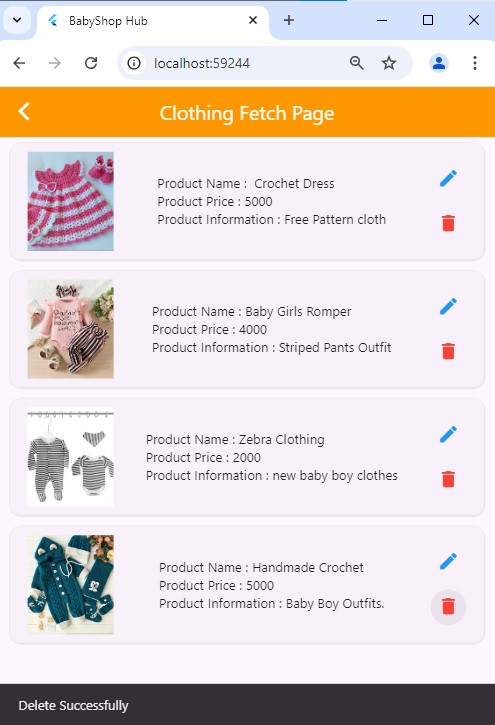 BabyShop Hub
localhost:59244
Clothing Fetch Page
Product Name :  Crochet Dress
Product Price : 5000
Product Information : Free Pattern cloth
Product Name : Baby Girls Romper
Product Price : 4000
Product Information : Striped Pants Outfit
Product Name : Zebra Clothing
Product Price : 2000
Product Information : new baby boy clothes
Product Name : Handmade Crochet
Product Price : 5000
Product Information : Baby Boy Outfits.
Delete Successfully